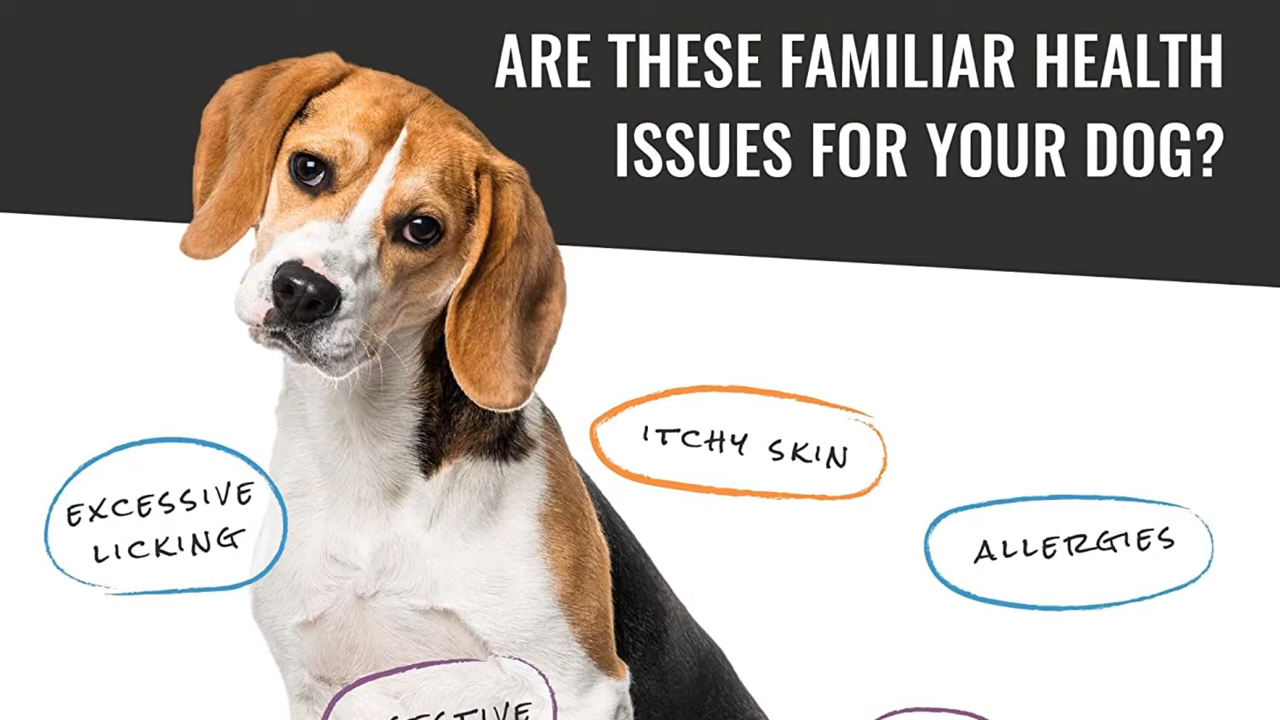 ARE THESE FAMILIAR HEALTH
ISSUES FOR YOUR DOG?
ITCHY SKIN
EXCESSIVE
LICKING
ALLERGIES